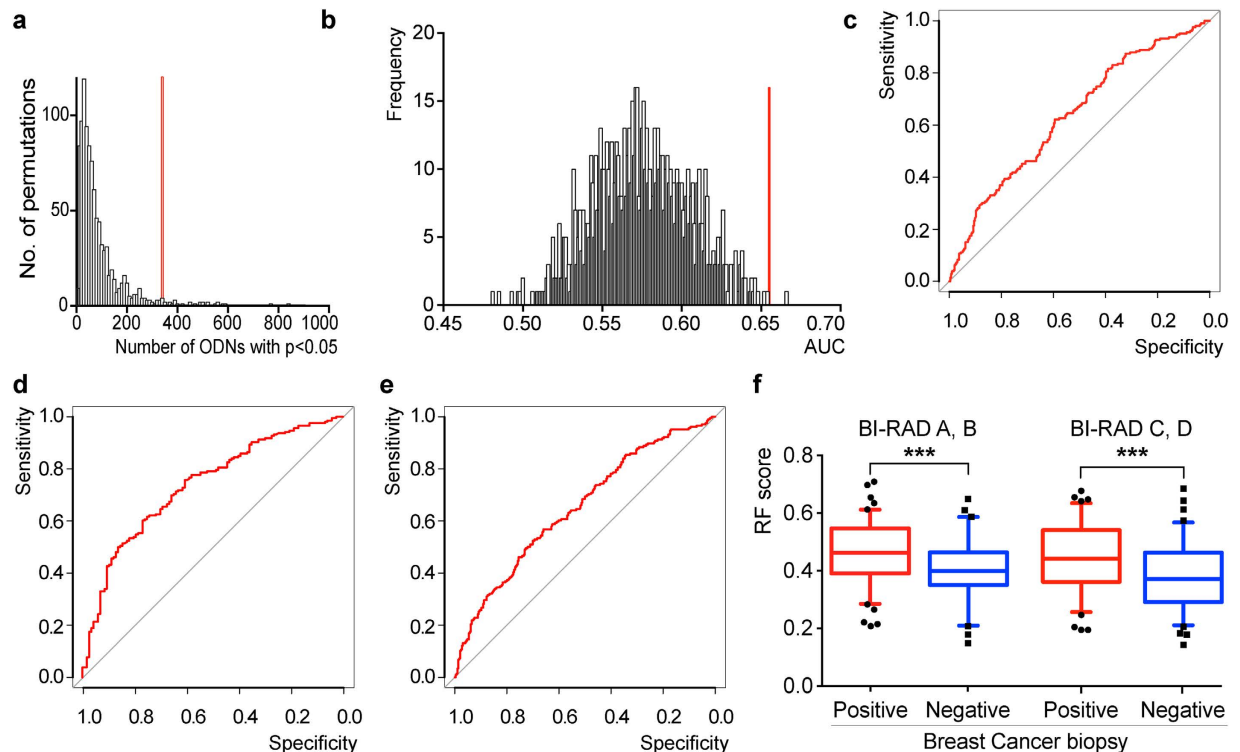 a
No. of permutations
100
50
0
0 200 400 600 800 1000
Number of ODNs with p<0.05
b
Frequency
20
15
10
5
0
0.45 0.50 0.55 0.60 0.65 0.70
AUC
c
Sensitivity
1.0
0.8
0.6
0.4
0.2
0.0
1.0 0.8 0.6 0.4 0.2 0.0
Specificity
d
Sensitivity
1.0
0.8
0.6
0.4
0.2
0.0
1.0 0.8 0.6 0.4 0.2 0.0
Specificity
e
Sensitivity
1.0
0.8
0.6
0.4
0.2
0.0
1.0 0.8 0.6 0.4 0.2 0.0
Specificity
f
BI-RAD A, B BI-RAD C, D
*** ***
RF score
0.8
0.6
0.4
0.2
0.0
Positive Negative Positive Negative
Breast Cancer biopsy